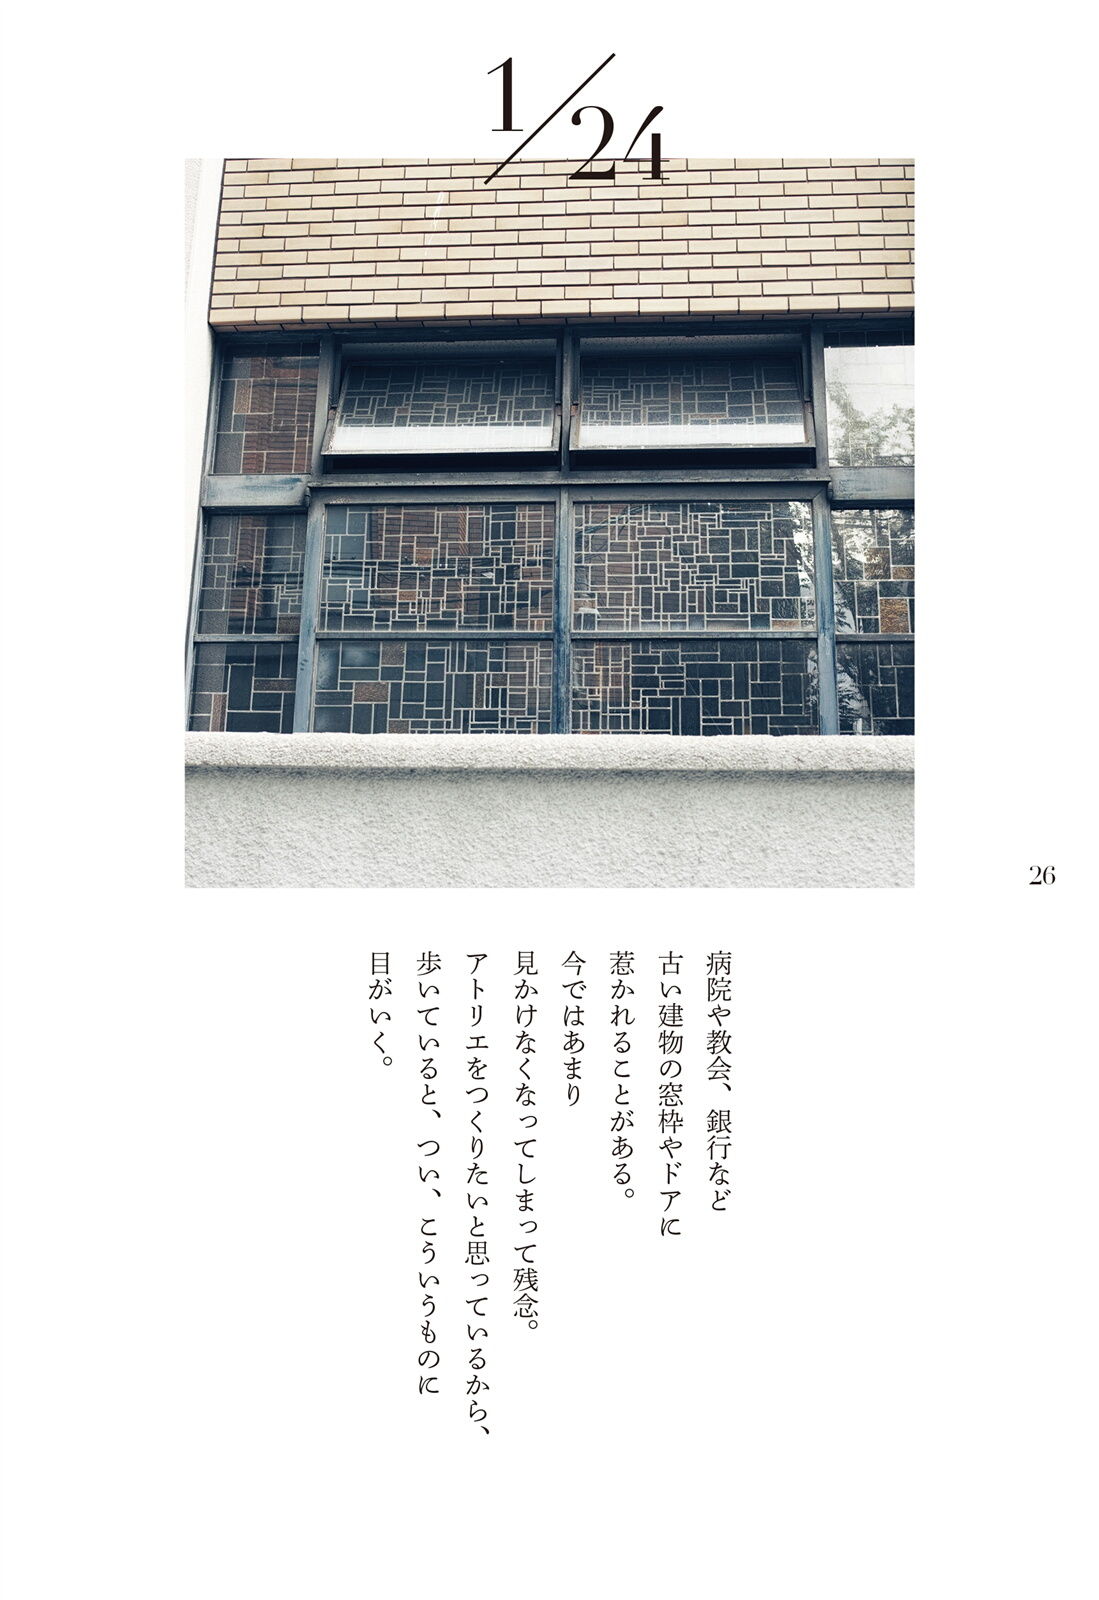 1/24
26
病院や教会、銀行など
古い建物の窓枠やドアに
惹かれることがある。
今ではあまり
見かけなくなってしまって残念。
アトリエをつくりたいと思っているから、
歩いていると、つい、こういうものに
目がいく。